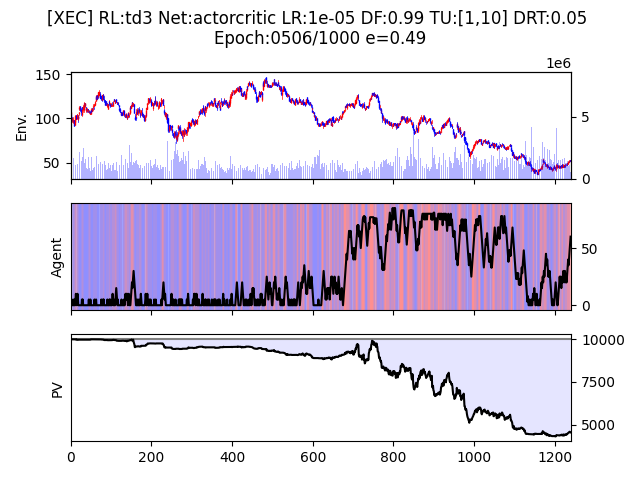 [XEC] RL:td3 Net:actorcritic LR:1e-05 DF:0.99 TU:[1,10] DRT:0.05
Epoch:0506/1000 e=0.49
1e6
150
100
50
Env.
5
0
Agent
50
0
PV
10000
7500
5000
0 200 400 600 800 1000 1200